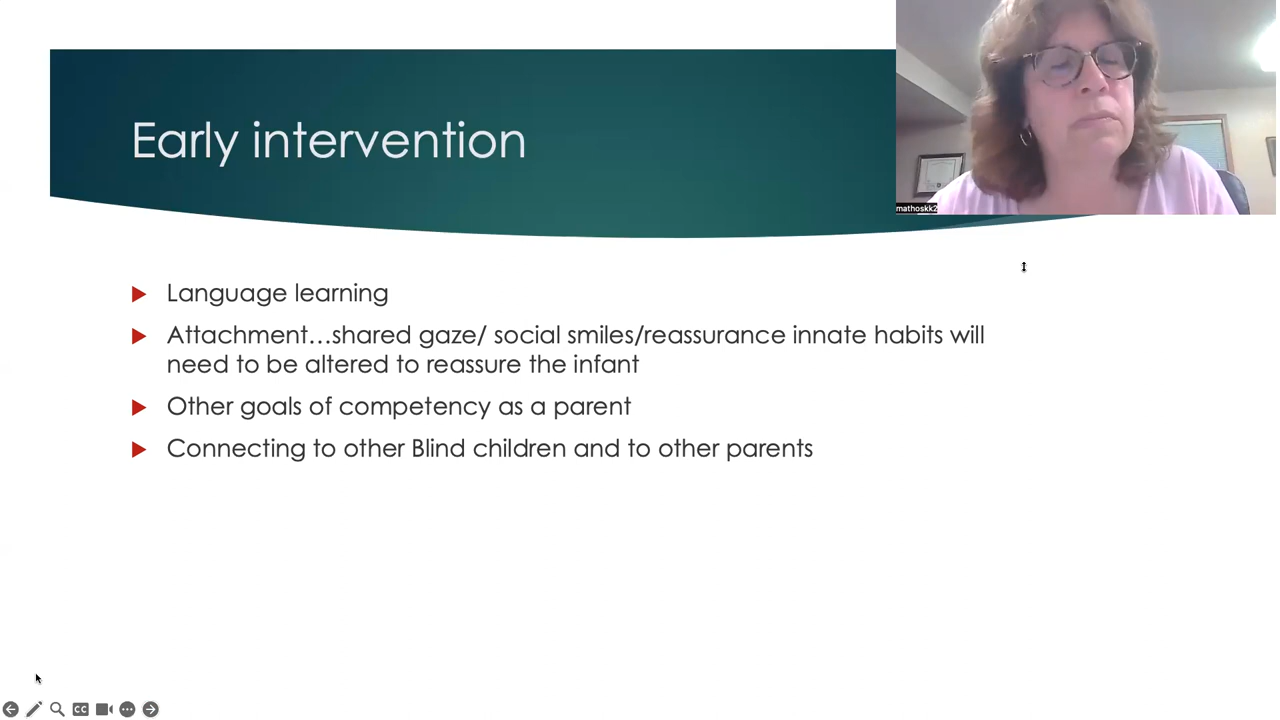 Early intervention
mathoskk2
Language learning
Attachment...shared gaze/ social smiles/reassurance innate habits will
need to be altered to reassure the infant
Other goals of competency as a parent
Connecting to other Blind children and to other parents
CC